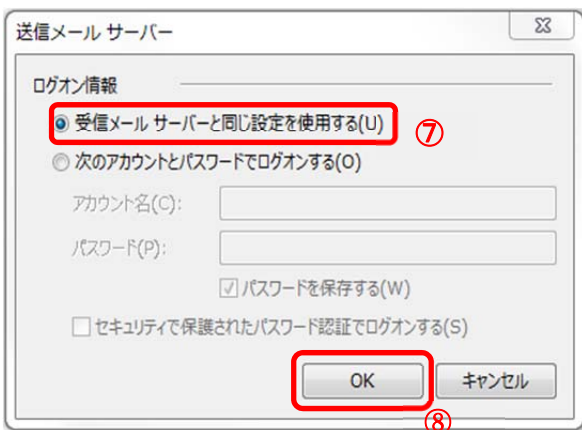 送信メール サーバー
ログオン情報
受信メール サーバーと同じ設定を使用する(U)
⑦
次のアカウントとパスワードでログオンする(O)
アカウント名(C):
パスワード(P):
パスワードを保存する(W)
セキュリティで保護されたパスワード認証でログオンする(S)
OK キャンセル
⑧